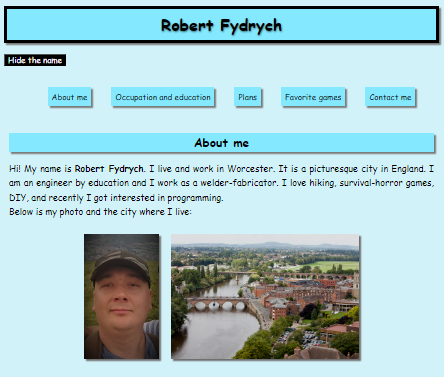 Robert Fydrych
Hide the name
About me
Occupation and education
Plans
Favorite games
Contact me
About me
Hi! My name is Robert Fydrych. I live and work in Worcester. It is a picturesque city in England. I
am an engineer by education and I work as a welder-fabricator. I love hiking, survival-horror games,
DIY, and recently I got interested in programming.
Below is my photo and the city where I live: